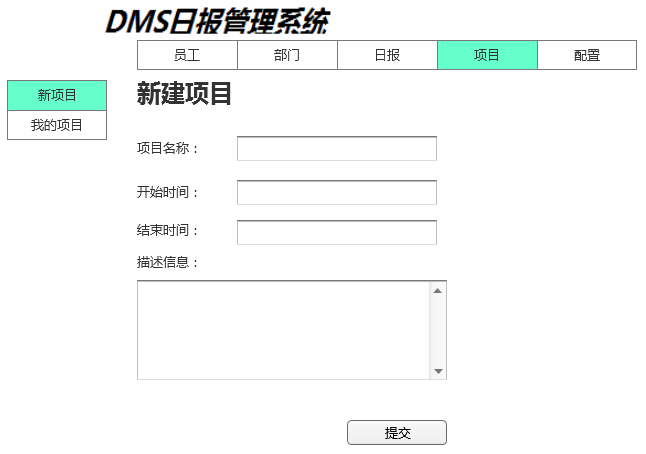 DMS日报管理系统
员工 部门 日报 项目 配置
新项目
我的项目
新建项目
项目名称：
开始时间：
结束时间：
描述信息：
提交